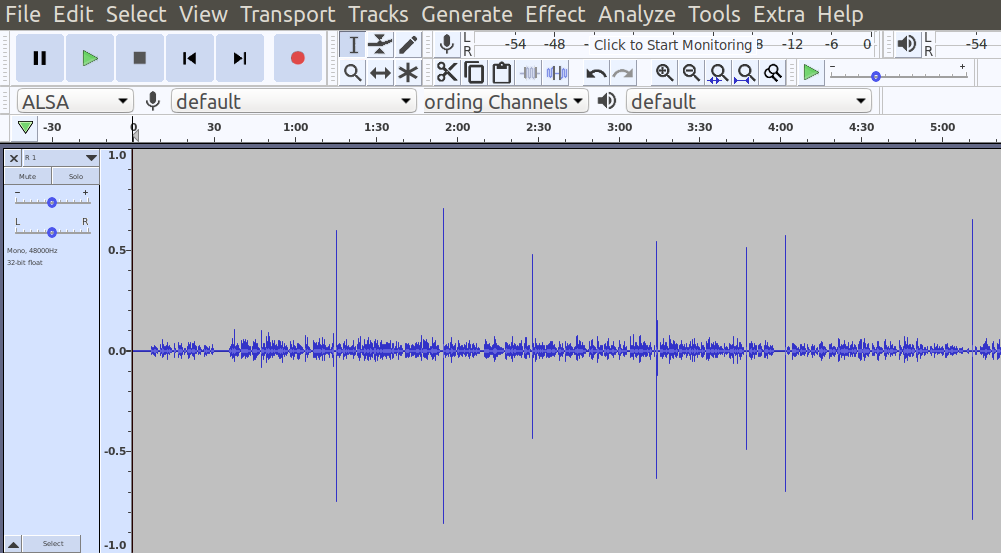 File Edit Select View Transport Tracks Generate Effect Analyze Tools Extra Help
L R -54 -48 - Click to Start Monitoring -12 -6 0 L R -54
- +
ALSA default ording Channels default
-30 0 30 1:00 1:30 2:00 2:30 3:00 3:30 4:00 4:30 5:00
R 1 1.0
Mute Solo
- +
L R
0.5
Mono, 48000Hz
32-bit float
0.0
-0.5
Select -1.0